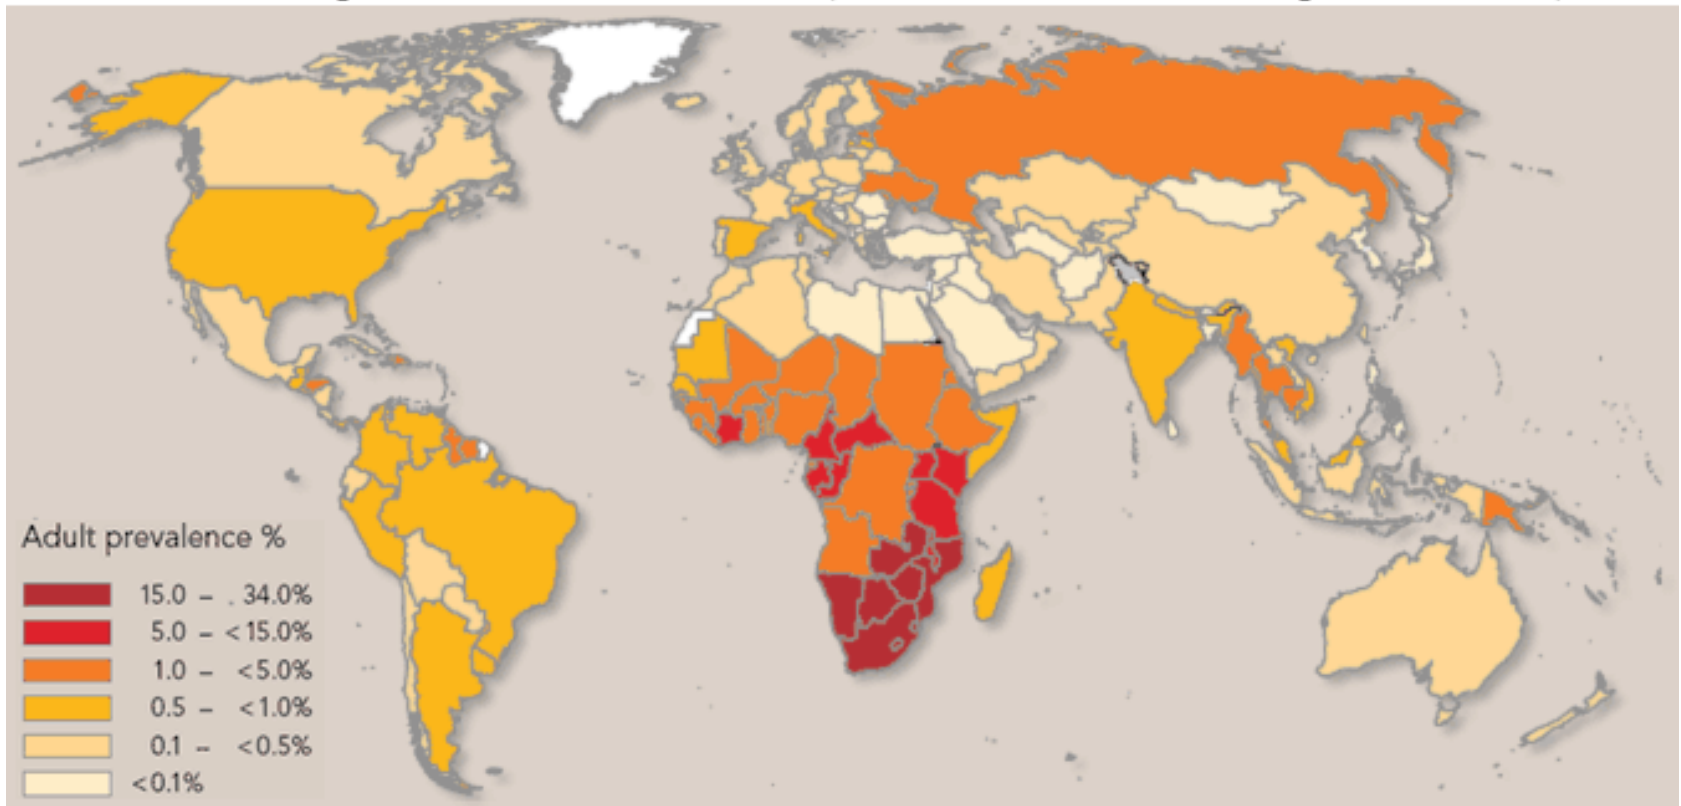 Adult prevalence %
15.0 – . 34.0%
5.0 – <15.0%
1.0 – <5.0%
0.5 – <1.0%
0.1 – <0.5%
<0.1%